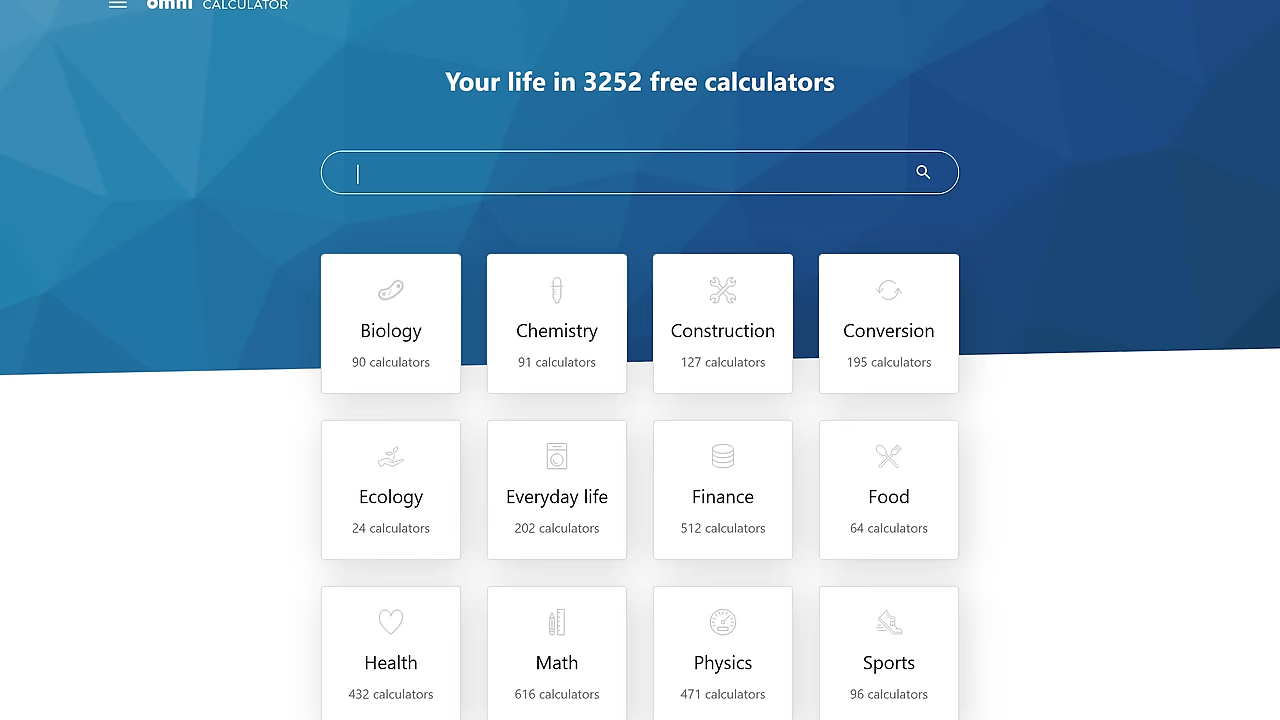 omni CALCULATOR
Your life in 3252 free calculators
Biology
90 calculators
Chemistry
91 calculators
Construction
127 calculators
Conversion
195 calculators
Ecology
24 calculators
Everyday life
202 calculators
Finance
512 calculators
Food
64 calculators
Health
432 calculators
Math
616 calculators
Physics
471 calculators
Sports
96 calculators